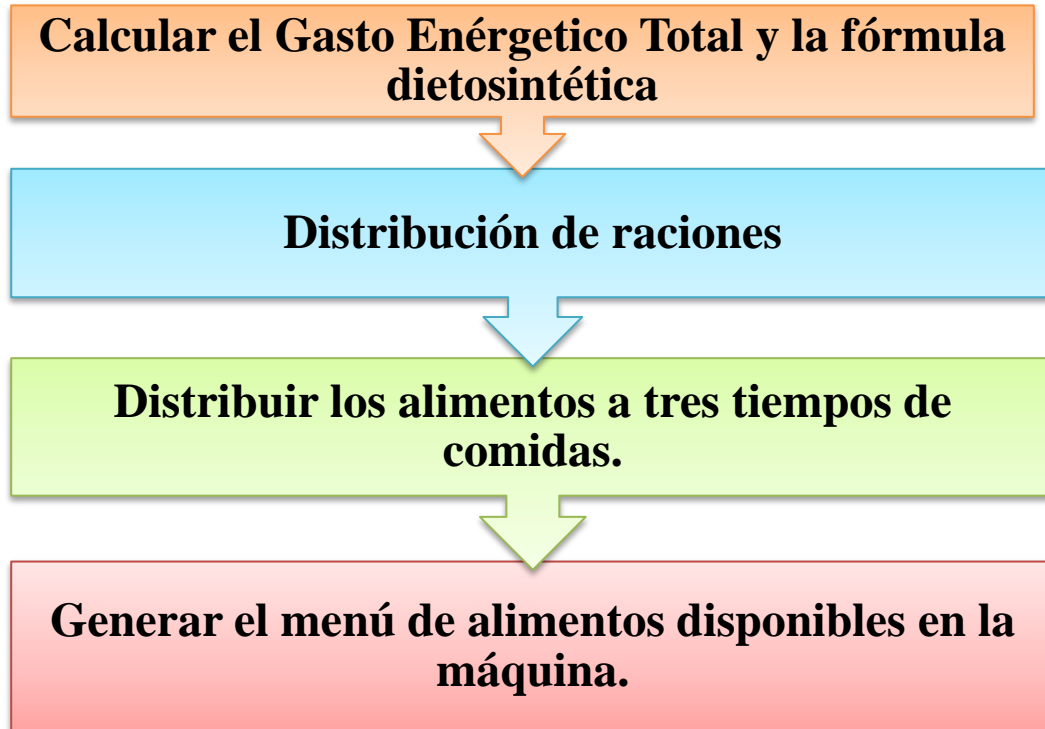 Calcular el Gasto Enérgetico Total y la fórmula
dietosintética
Distribución de raciones
Distribuir los alimentos a tres tiempos de
comidas.
Generar el menú de alimentos disponibles en la
máquina.